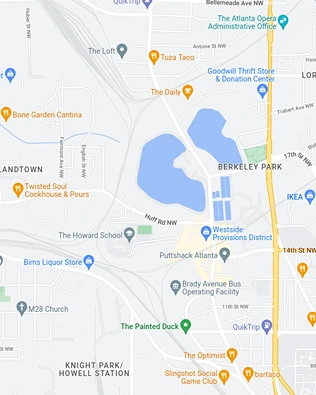 QuikTrip
Bellemeade Ave NW
Holler St NW
The Atlanta Opera
Administrative Office
Antone St NW
The Loft
Tuza Taco
Goodwill Thrift Store
& Donation Center
t
LOR
The Daily
Trabert Ave NW
Bone Garden Cantina
Fairmont Ave NW
English St NW
17th St NW
LANDTOWN
BERKELEY PARK
Twisted Soul
Cookhouse & Pours
IKEA
Huff Rd NW
The Howard School
Westside
Provisions District
Puttshack Atlanta
14th St NW
Bims Liquor Store
Brady Avenue Bus
Operating Facility
M28 Church
11th St NW
The Painted Duck
QuikTrip
St NW
The Optimist
KNIGHT PARK/
HOWELL STATION
Slingshot Social
Game Club
bartaco